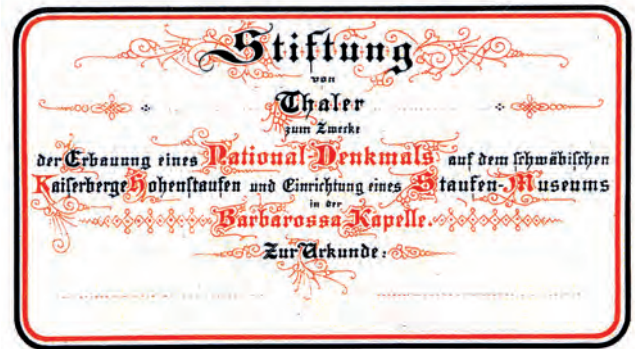 Stiftung
von
Thaler
zum Zwecke
der Erbauung eines National-Denkmals auf dem schwäbischen
Kaiserberge Hohenstaufen und Einrichtung eines Staufen-Museums
in der
Barbarossa-Kapelle.
Zur Urkunde: